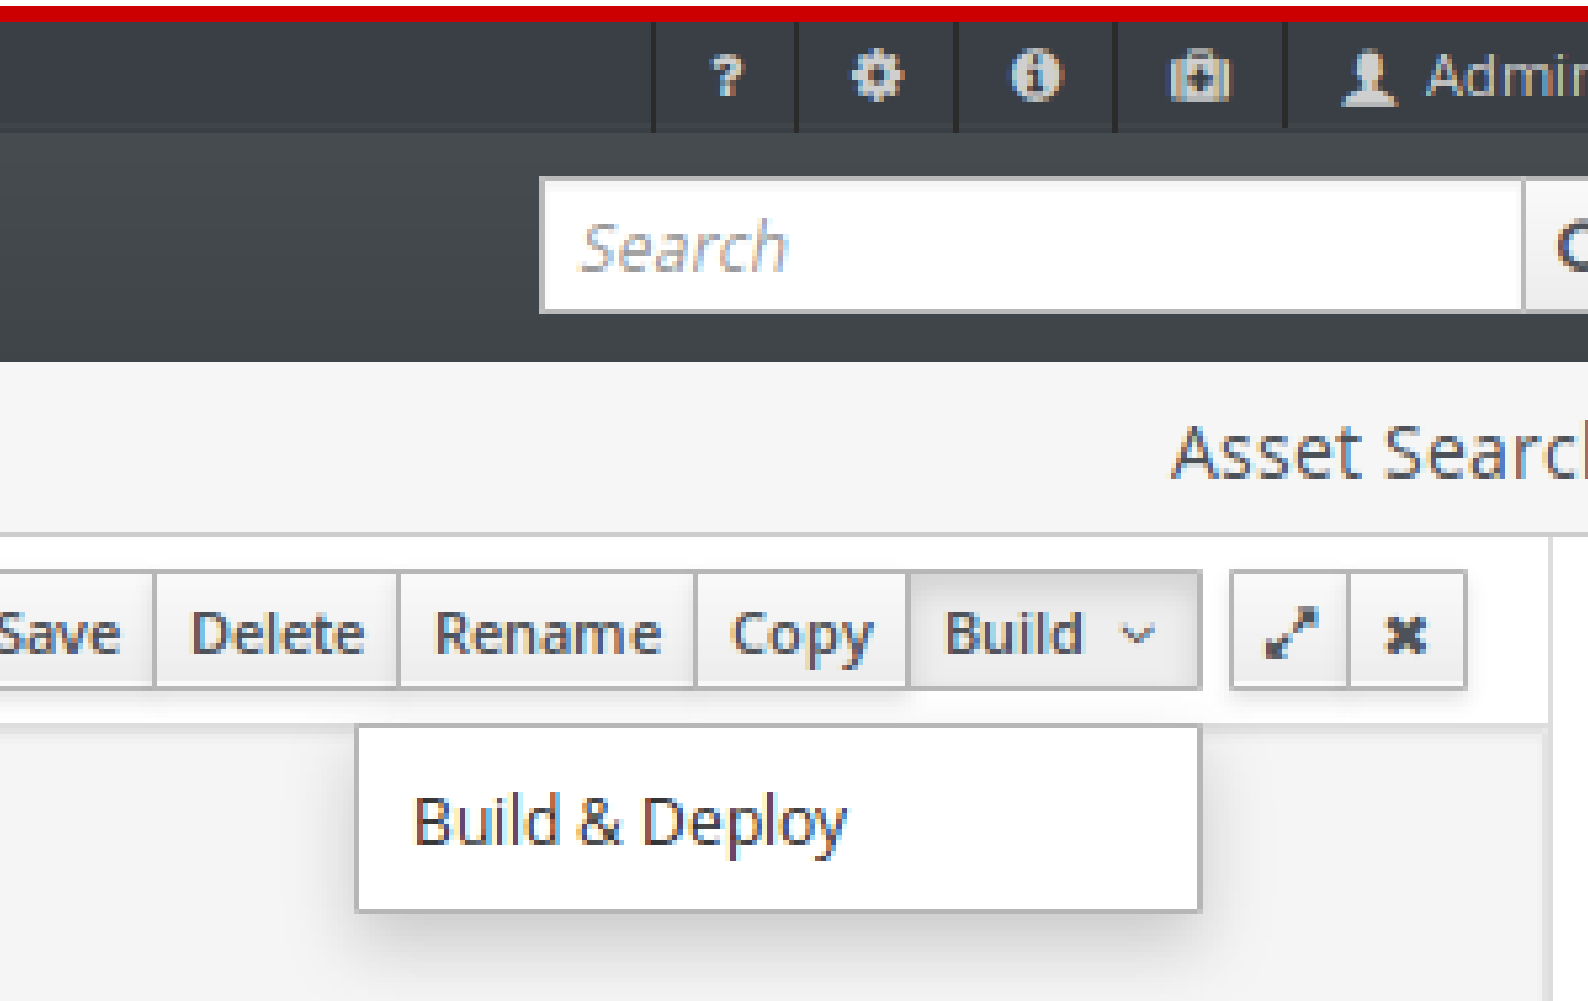 ? Admin
Search
Asset Search
Save Delete Rename Copy Build
Build & Deploy